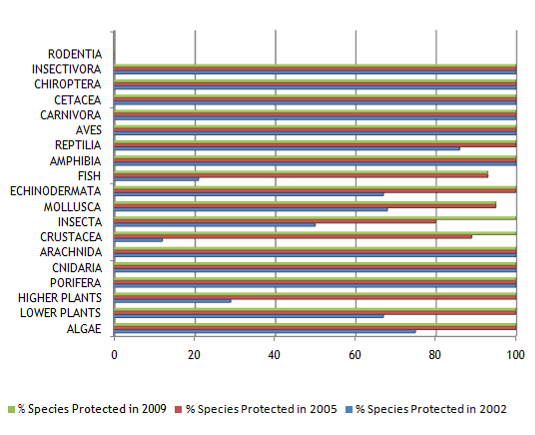 RODENTIA
INSECTIVORA
CHIROPTERA
CETACEA
CARNIVORA
AVES
REPTILIA
AMPHIBIA
FISH
ECHINODERMATA
MOLLUSCA
INSECTA
CRUSTACEA
ARACHNIDA
CNIDARIA
PORIFERA
HIGHER PLANTS
LOWER PLANTS
ALGAE
0 20 40 60 80 100
% Species Protected in 2009 % Species Protected in 2005 % Species Protected in 2002